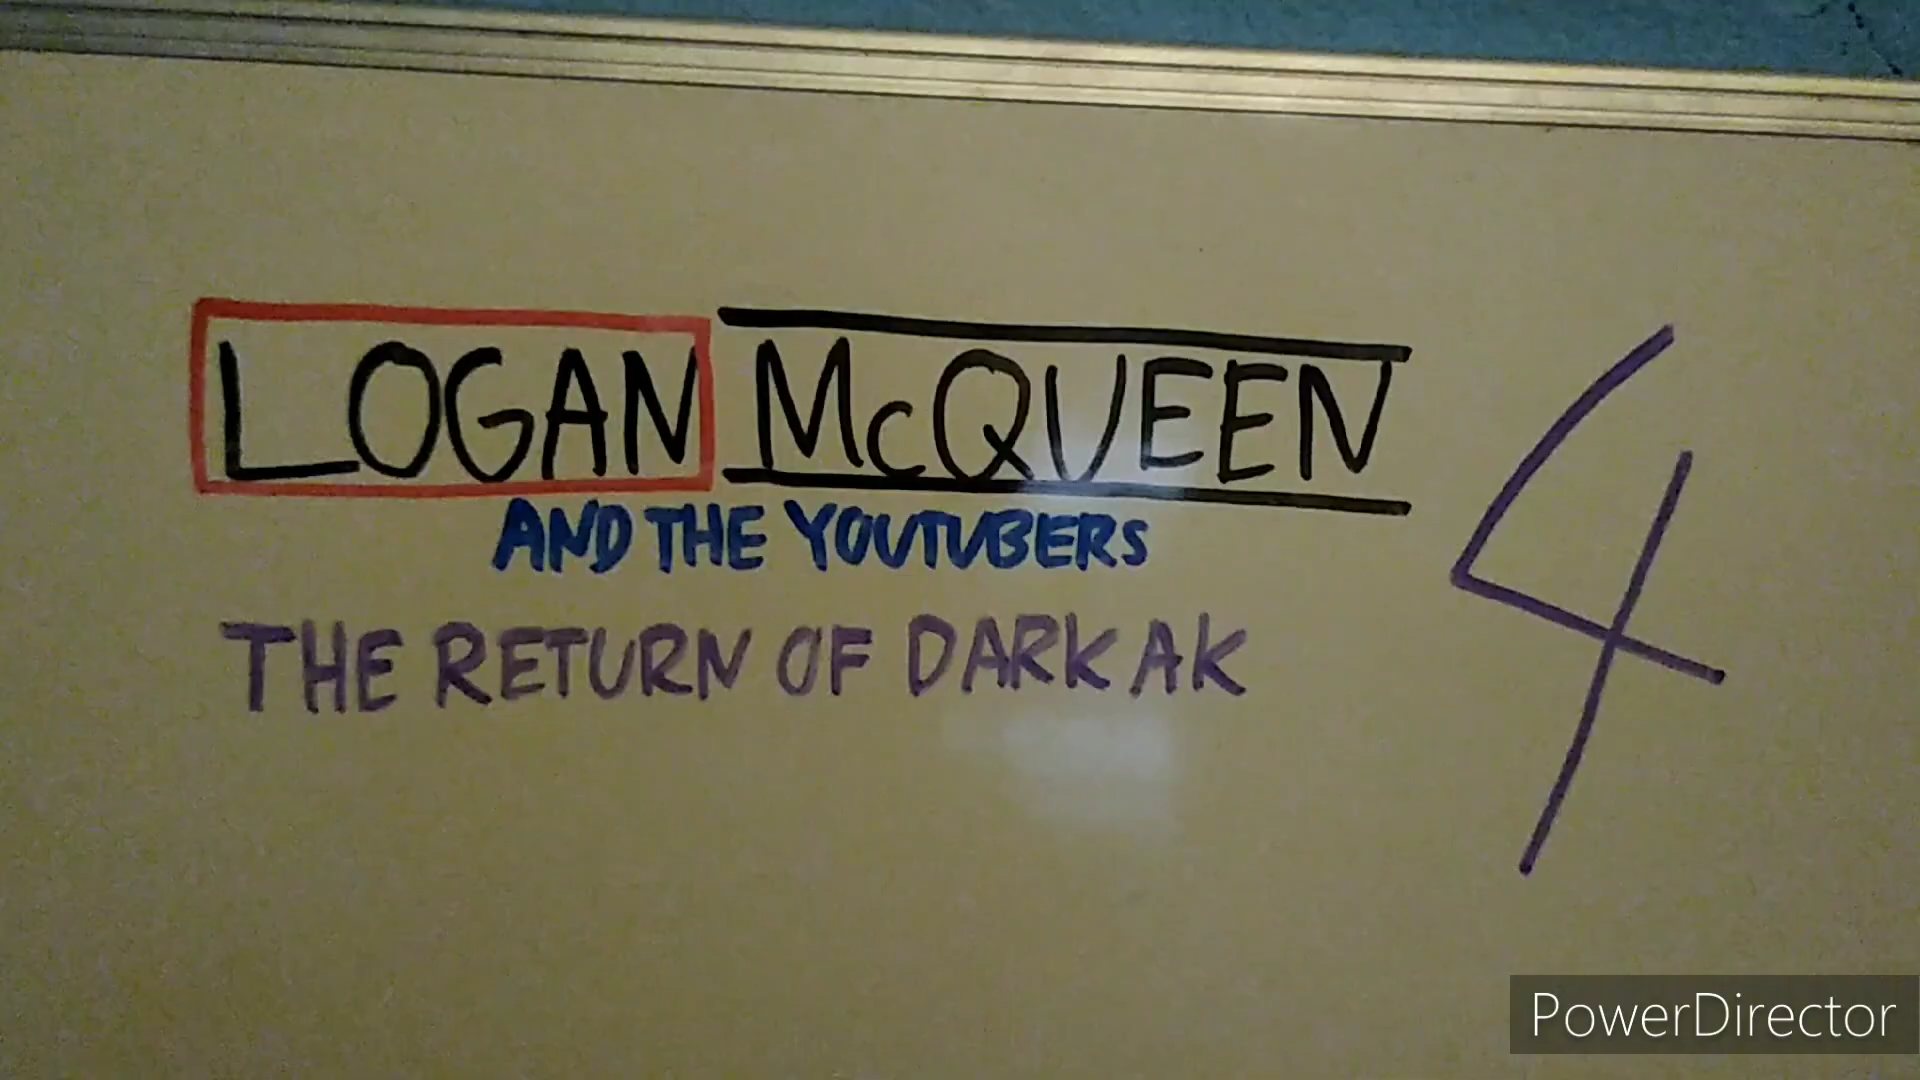 LOGAN McQUEEN
AND THE YOUTUBERS
THE RETURN OF DARK AK
4
PowerDirector